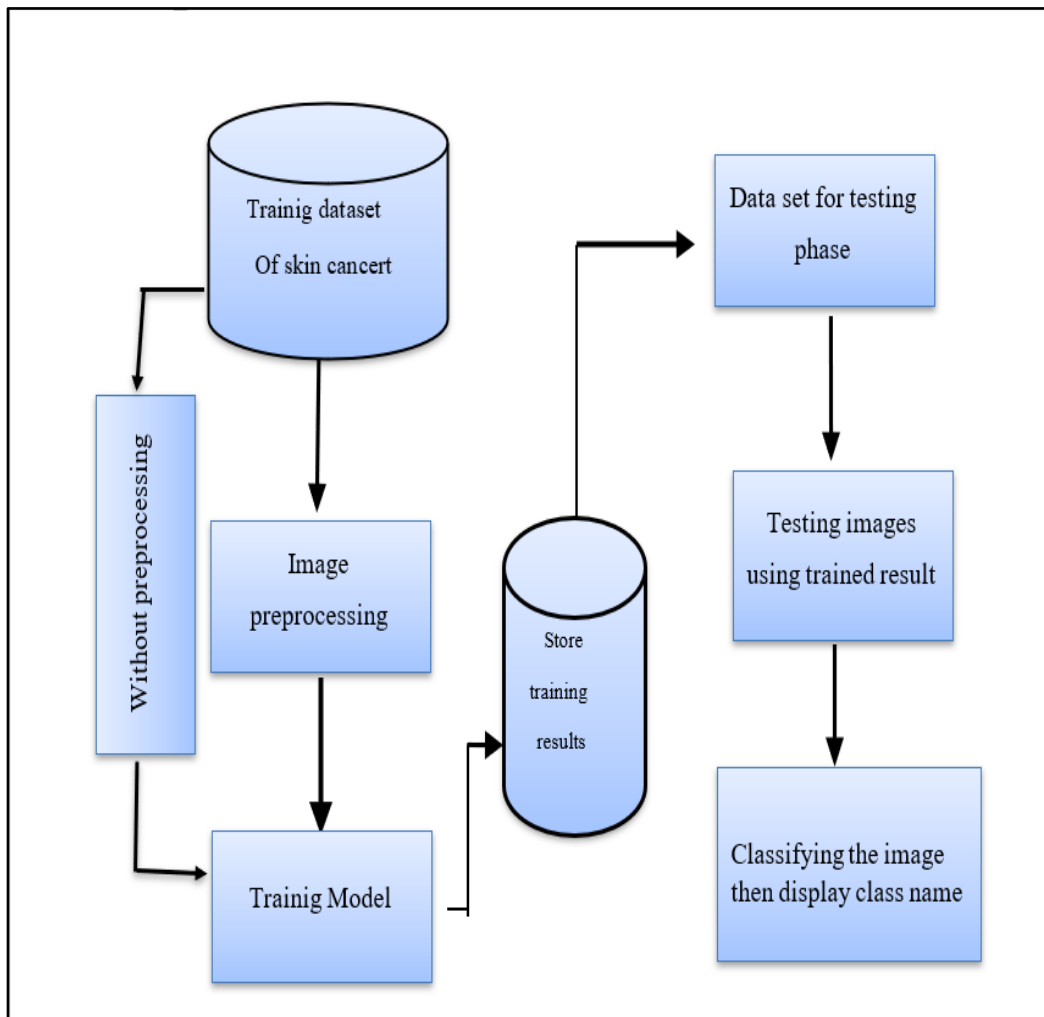 Trainig dataset
Of skin cancert
Without preprocessing
Image
preprocessing
Trainig Model
Store
training
results
Data set for testing
phase
Testing images
using trained result
Classifying the image
then display class name